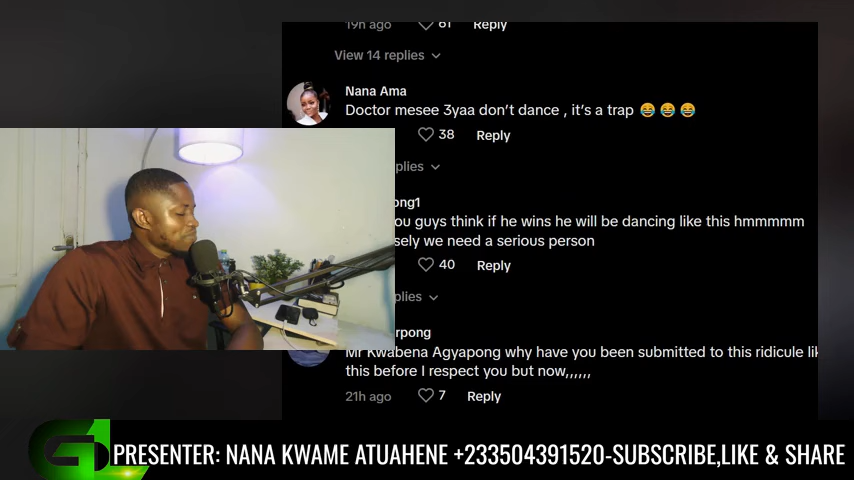 19h ago 61 Reply
View 14 replies
Nana Ama
Doctor mesee 3yaa don't dance , it's a trap 😂😂😂
38 Reply
plies
ong1
ou guys think if he wins he will be dancing like this hmmmmm
sely we need a serious person
40 Reply
plies
rpong
Mr Kwabena Agyapong why have you been submitted to this ridicule lik
this before I respect you but now,,,,,,
21h ago 7 Reply
PRESENTER: NANA KWAME ATUAHENE +233504391520-SUBSCRIBE,LIKE & SHARE